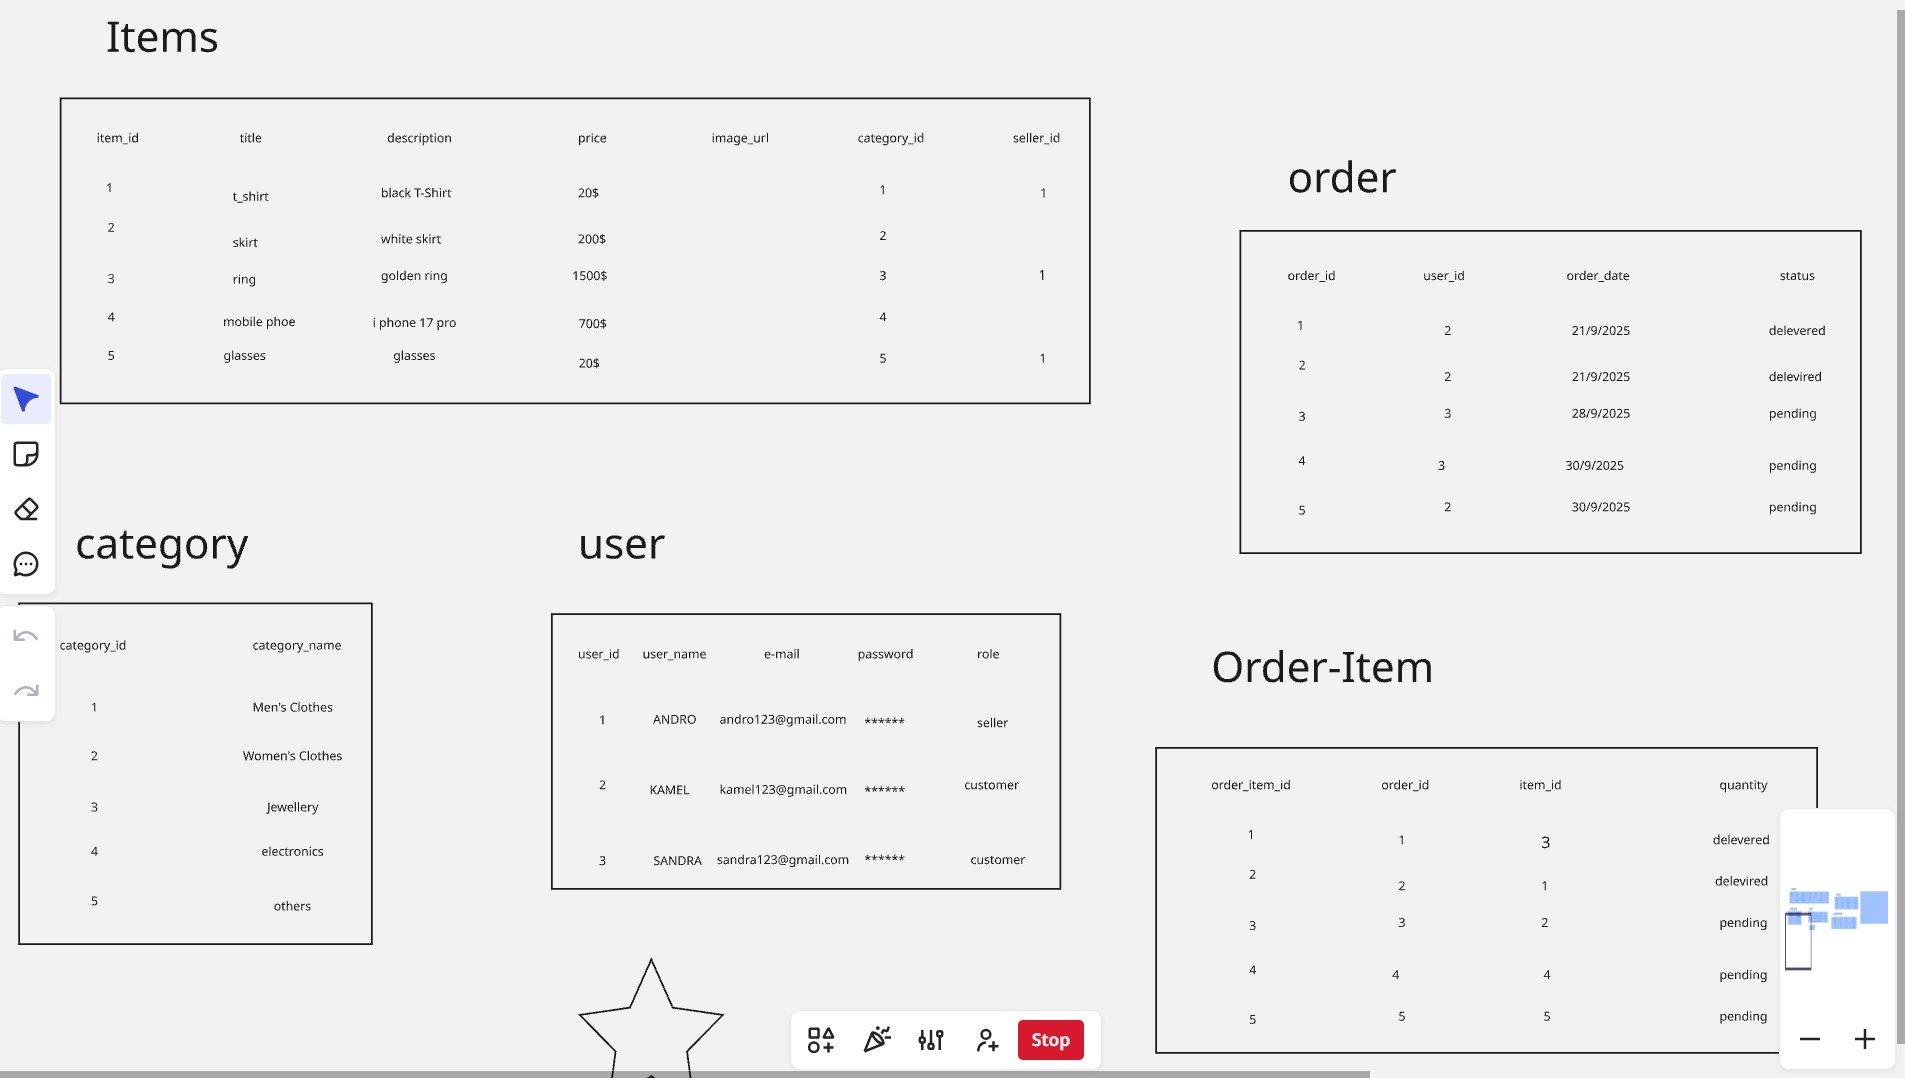 Items
item_id title description price image_url category_id seller_id
1 t_shirt black T-Shirt 20$ 1 1
2 skirt white skirt 200$ 2
3 ring golden ring 1500$ 3 1
4 mobile phoe i phone 17 pro 700$ 4
5 glasses glasses 20$ 5 1
order
order_id user_id order_date status
1 2 21/9/2025 delevered
2 2 21/9/2025 delevired
3 3 28/9/2025 pending
4 3 30/9/2025 pending
5 2 30/9/2025 pending
category
category_id category_name
1 Men's Clothes
2 Women's Clothes
3 Jewellery
4 electronics
5 others
user
user_id user_name e-mail password role
1 ANDRO andro123@gmail.com ****** seller
2 KAMEL kamel123@gmail.com ****** customer
3 SANDRA sandra123@gmail.com ****** customer
Order-Item
order_item_id order_id item_id quantity
1 1 3 delevered
2 2 1 delevired
3 3 2 pending
4 4 4 pending
5 5 5 pending
Stop